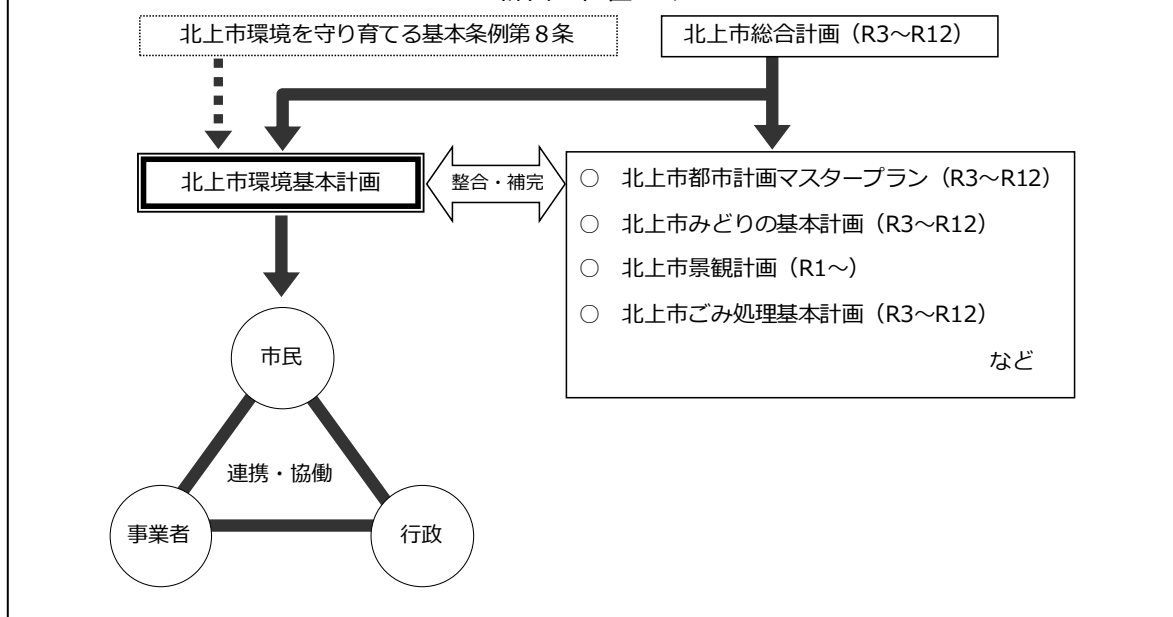 北上市環境を守り育てる基本条例第８条
北上市総合計画（R3～R12）
北上市環境基本計画
整合・補完
○ 北上市都市計画マスタープラン（R3～R12）
○ 北上市みどりの基本計画（R3～R12）
○ 北上市景観計画（R1～）
○ 北上市ごみ処理基本計画（R3～R12）
など
市民
連携・協働
事業者
行政